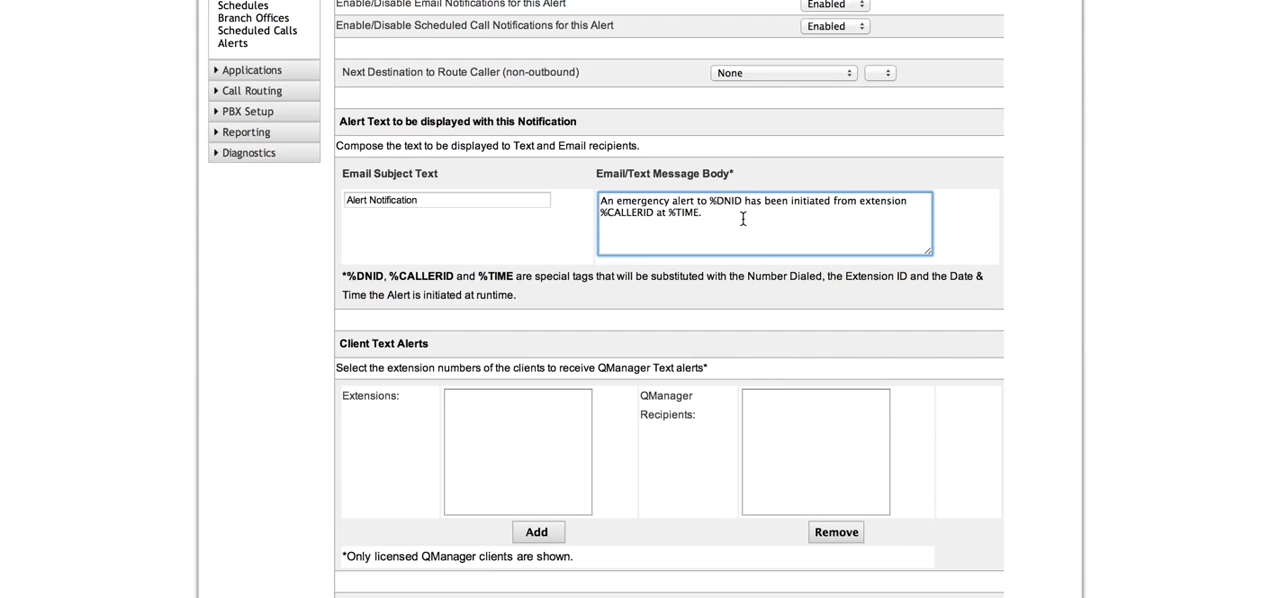 Schedules
Branch Offices
Scheduled Calls
Alerts
Applications
Call Routing
PBX Setup
Reporting
Diagnostics
Enable/Disable Email Notifications for this Alert
Enabled
Enable/Disable Scheduled Call Notifications for this Alert
Enabled
Next Destination to Route Caller (non-outbound)
None
Alert Text to be displayed with this Notification
Compose the text to be displayed to Text and Email recipients.
Email Subject Text
Email/Text Message Body*
Alert Notification
An emergency alert to %DNID has been initiated from extension
%CALLERID at %TIME.
*%DNID, %CALLERID and %TIME are special tags that will be substituted with the Number Dialed, the Extension ID and the Date &
Time the Alert is initiated at runtime.
Client Text Alerts
Select the extension numbers of the clients to receive QManager Text alerts*
Extensions:
QManager
Recipients:
Add
Remove
*Only licensed QManager clients are shown.